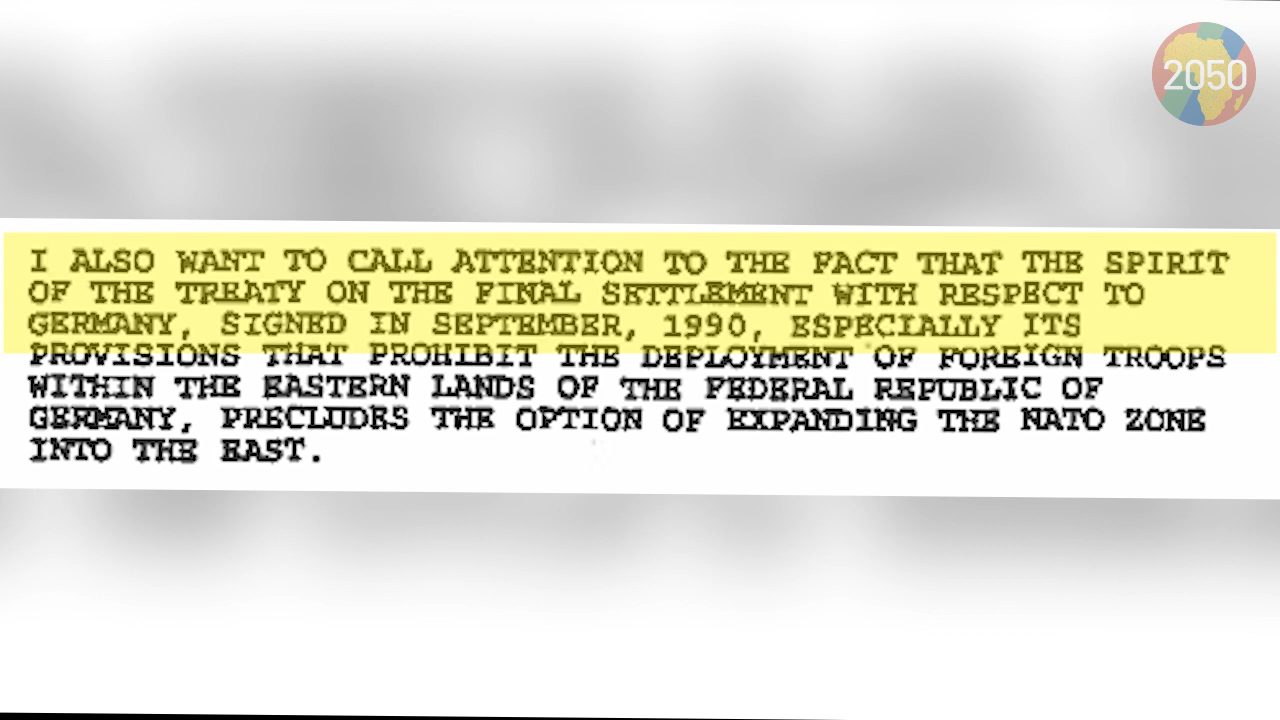 2050
I ALSO WANT TO CALL ATTENTION TO THE FACT THAT THE SPIRIT
OF THE TREATY ON THE FINAL SETTLEMENT WITH RESPECT TO
GERMANY, SIGNED IN SEPTEMBER, 1990, ESPECIALLY ITS
PROVISIONS THAT PROHIBIT THE DEPLOYMENT OF FOREIGN TROOPS
WITHIN THE EASTERN LANDS OF THE FEDERAL REPUBLIC OF
GERMANY, PRECLUDES THE OPTION OF EXPANDING THE NATO ZONE
INTO THE EAST.